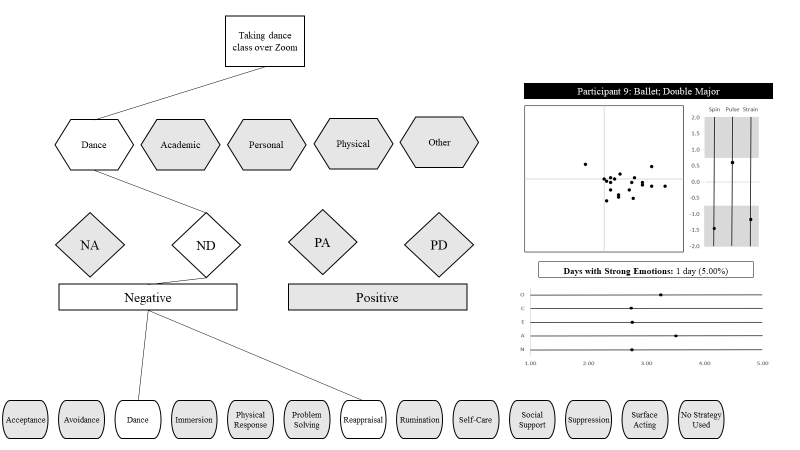 Taking dance
class over Zoom
Dance
Academic
Personal
Physical
Other
NA
ND
PA
PD
Negative
Positive
Acceptance
Avoidance
Dance
Immersion
Physical
Response
Problem
Solving
Reappraisal
Rumination
Self-Care
Social
Support
Suppression
Surface
Acting
No Strategy
Used
Participant 9: Ballet; Double Major
Spin Pulse Strain
2.0
1.5
1.0
0.5
0.0
-0.5
-1.0
-1.5
-2.0
Days with Strong Emotions: 1 day (5.00%)
O
C
E
A
N
1.00 2.00 3.00 4.00 5.00